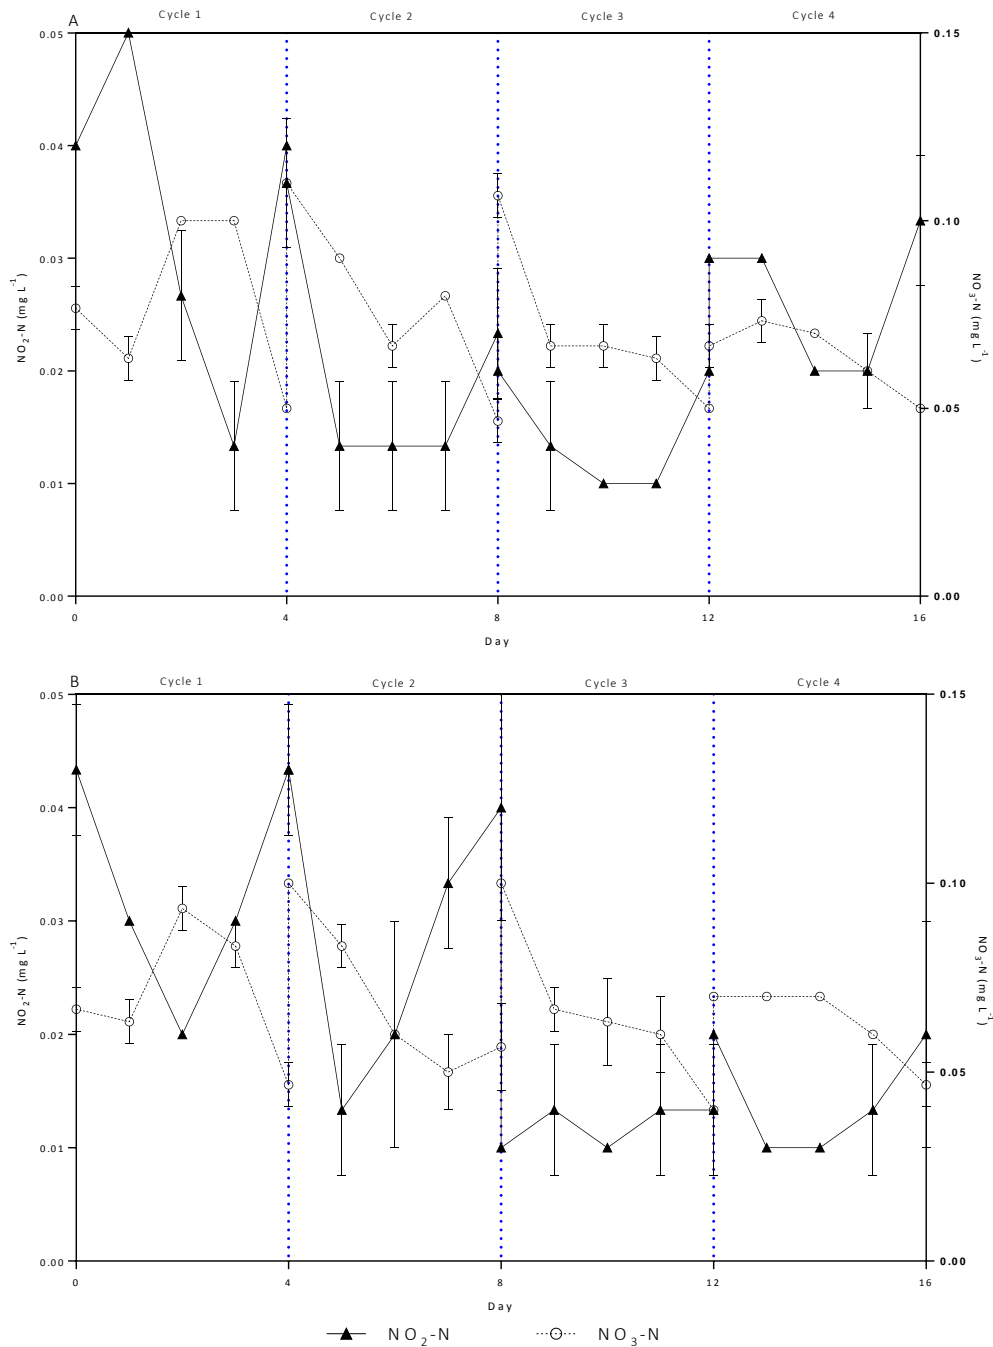 A
Cycle 1 Cycle 2 Cycle 3 Cycle 4
0.05 0.15
0.04
0.10
0.03
NO2-N (mg L-1)
NO3-N (mg L-1)
0.02
0.05
0.01
0.00 0.00
0 4 8 12 16
Day
B
Cycle 1 Cycle 2 Cycle 3 Cycle 4
0.05 0.15
0.04
0.10
0.03
NO2-N (mg L-1)
NO3-N (mg L-1)
0.02
0.05
0.01
0.00 0.00
0 4 8 12 16
Day
NO2-N NO3-N